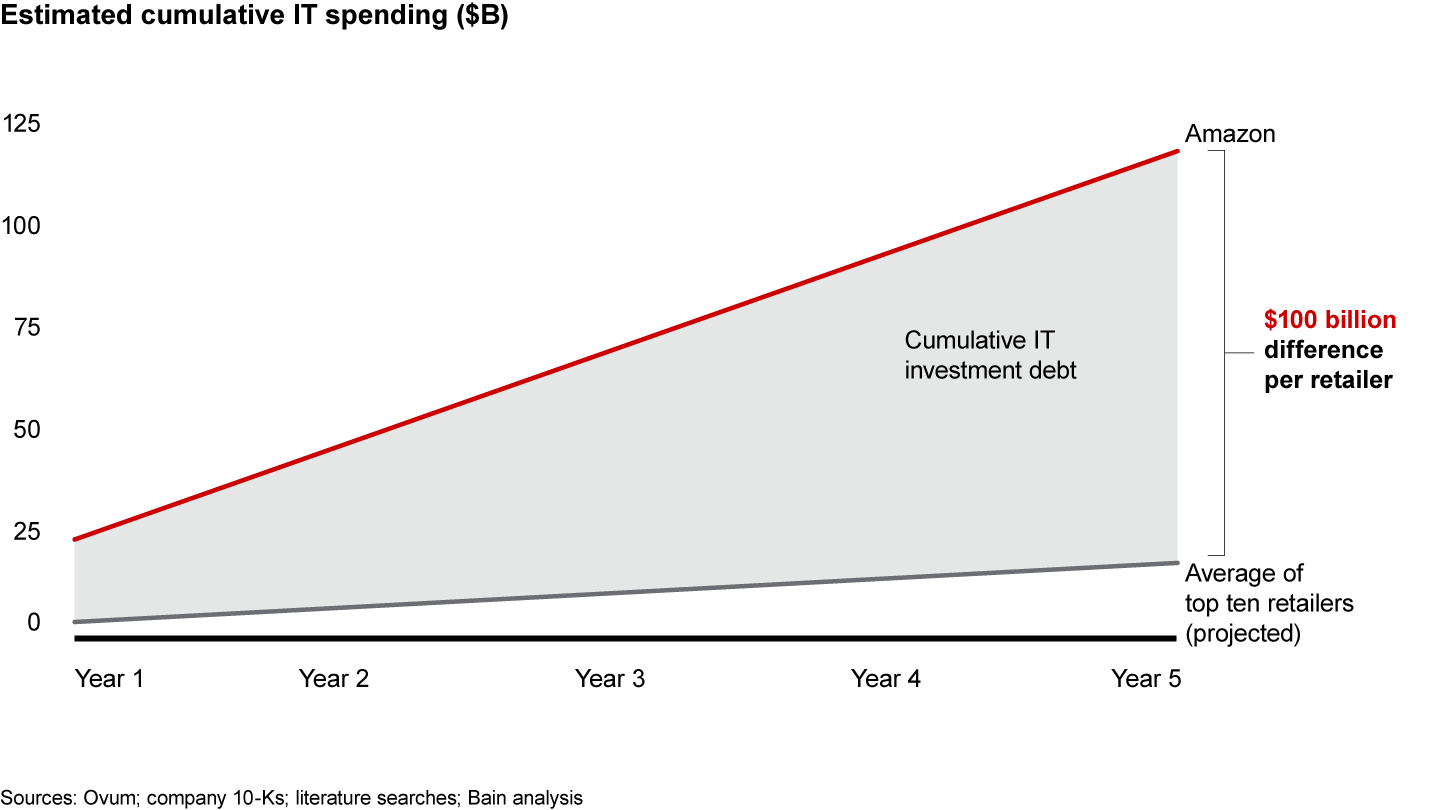 Estimated cumulative IT spending ($B)
125
Amazon
100
75
$100 billion
difference
per retailer
Cumulative IT
investment debt
50
25
Average of
top ten retailers
(projected)
0
Year 1
Year 2
Year 3
Year 4
Year 5
Sources: Ovum; company 10-Ks; literature searches; Bain analysis